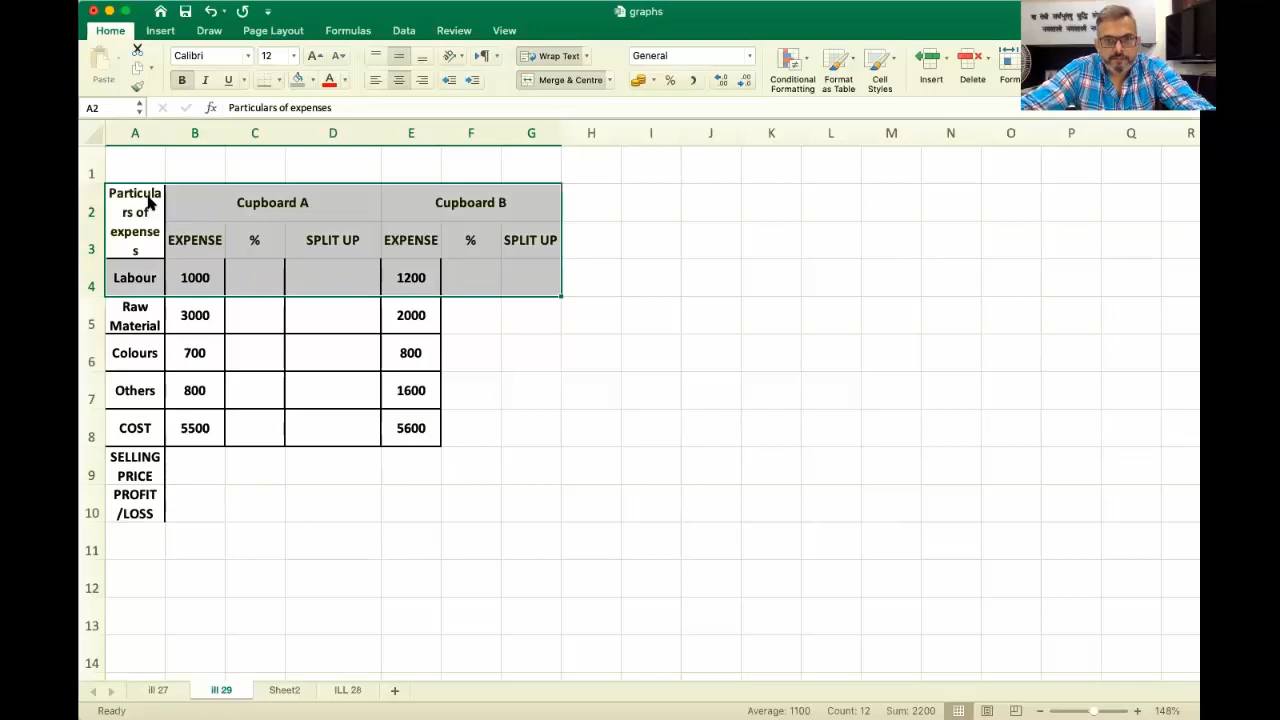 graphs
Home Insert Draw Page Layout Formulas Data Review View
Paste
Calibri 12 A A
B I U A
Wrap Text
Merge & Centre
General
%
Conditional Formatting
Format as Table
Cell Styles
Insert
Delete
Form
A2 fx Particulars of expenses
A B C D E F G H I J K L M N O P Q R
1
2
3
4
5
6
7
8
9
10
11
12
13
14
Particula
rs of
expense
s
Cupboard A Cupboard B
EXPENSE % SPLIT UP EXPENSE % SPLIT UP
Labour 1000 1200
Raw
Material 3000 2000
Colours 700 800
Others 800 1600
COST 5500 5600
SELLING
PRICE
PROFIT
/LOSS
ill 27 ill 29 Sheet2 ILL 28 +
Ready Average: 1100 Count: 12 Sum: 2200 148%